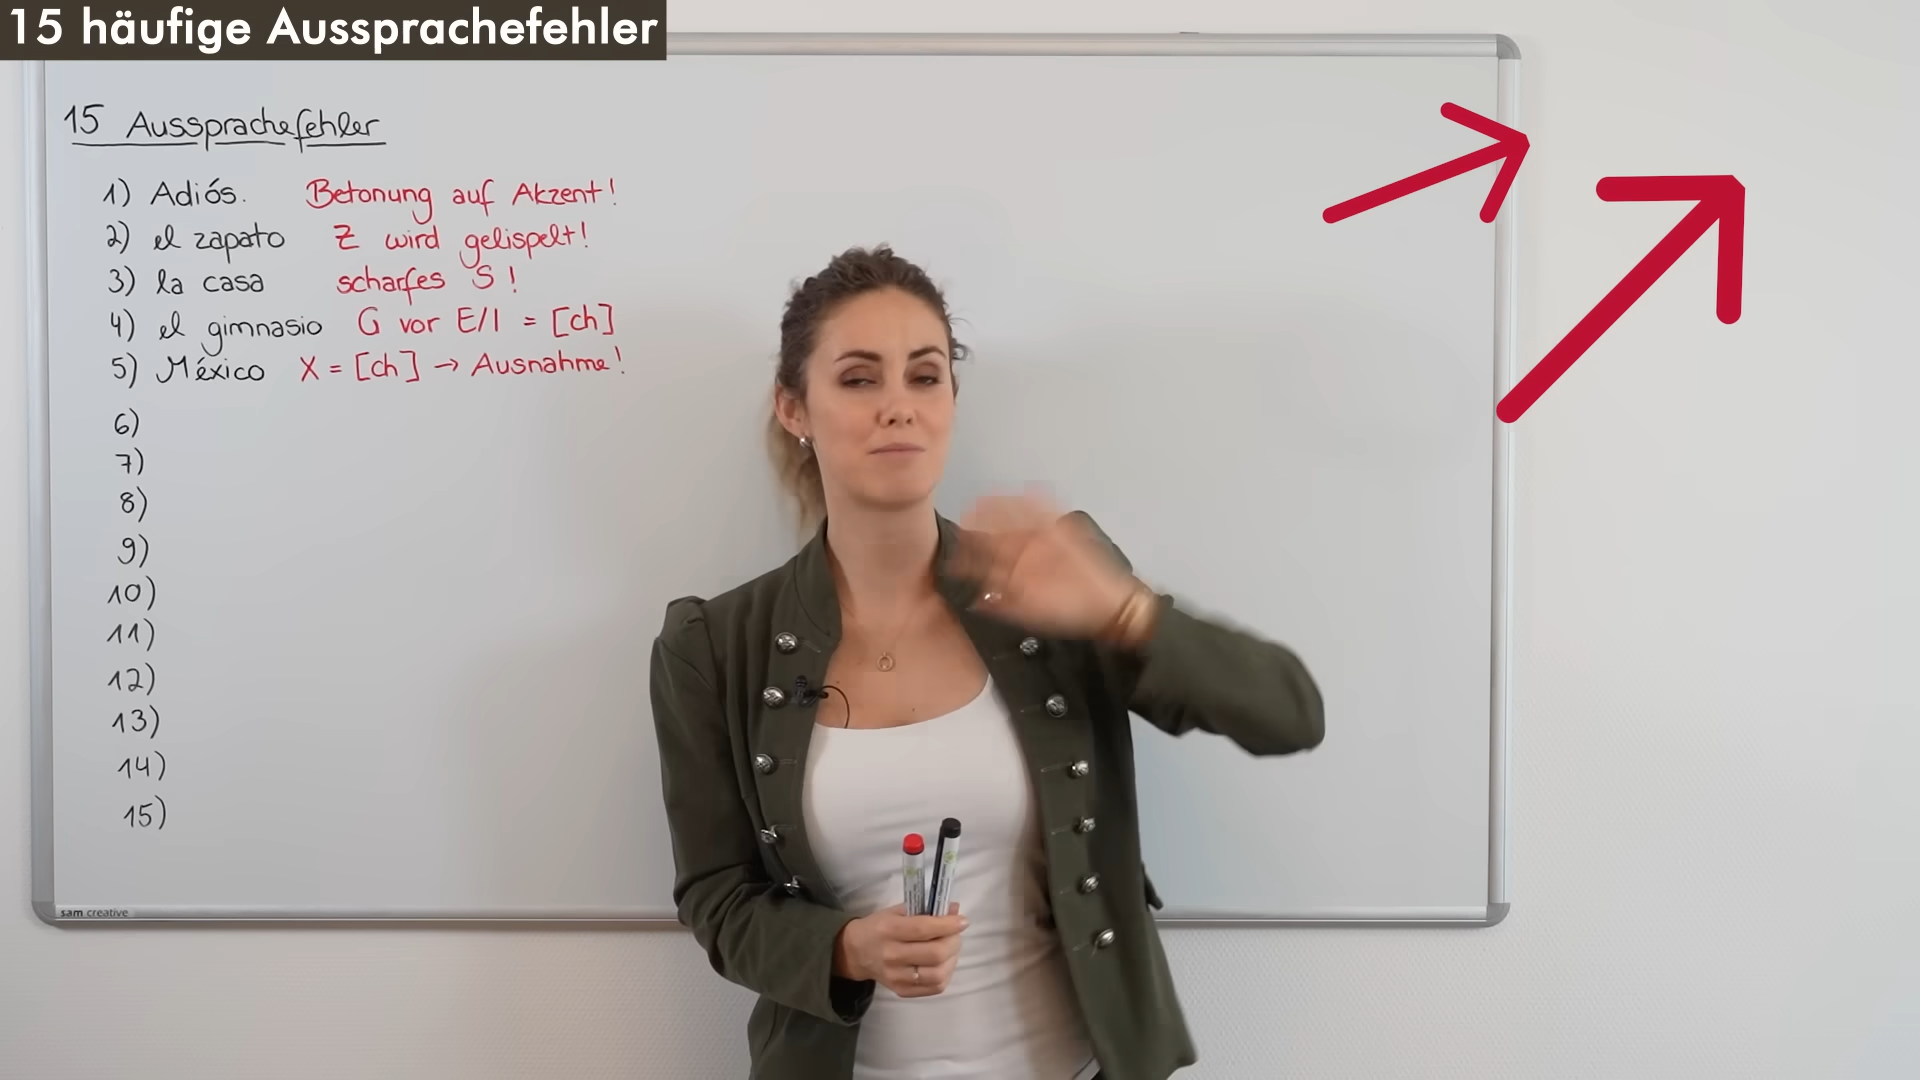 15 häufige Aussprachefehler
15 Aussprachefehler
1) Adiós. Betonung auf Akzent!
2) el zapato Z wird gelispelt!
3) la casa scharfes S!
4) el gimnasio G vor E/I = [ch]
5) México X = [ch] → Ausnahme!
6)
7)
8)
9)
10)
11)
12)
13)
14)
15)
sam creative